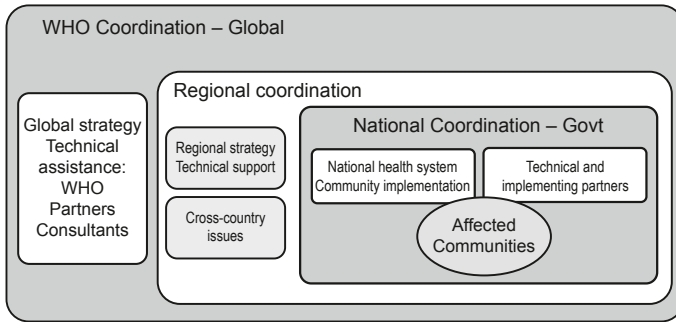 WHO Coordination – Global
Regional coordination
Global strategy
Technical
assistance:
WHO
Partners
Consultants
Regional strategy
Technical support
Cross-country
issues
National Coordination – Govt
National health system
Community implementation
Technical and
implementing partners
Affected
Communities